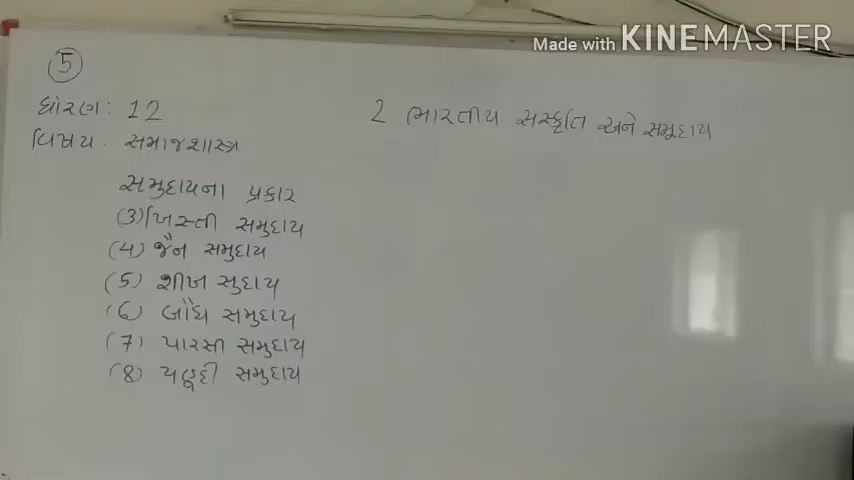 Made with KINEMASTER
5
ધોરણ: 12
2 ભારતીય સંસ્કૃતિ અને સમૂદાય
વિષય. સમાજશાસ્ત્ર
સમુદાયના પ્રકાર
(3) ખ્રિસ્તી સમુદાય
(4) જૈન સમુદાય
(5) શીખ સુદાય
(6) બૌધ સમુદાય
(7) પારસી સમુદાય
(8) યહૂદી સમુદાય